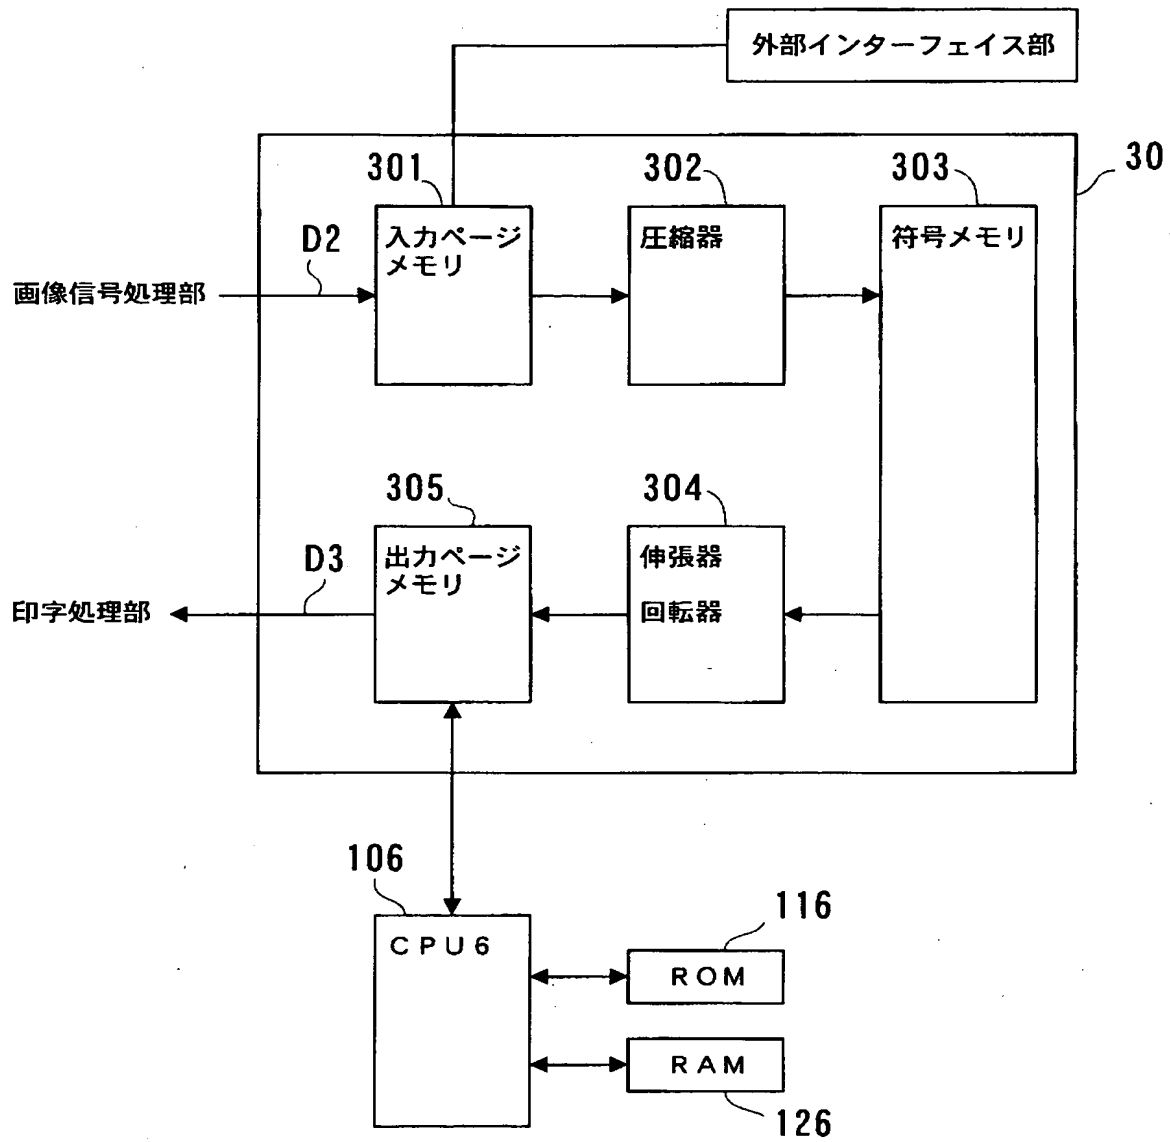 外部インターフェイス部
30
301
302
303
D2
入力ページ
メモリ
圧縮器
符号メモリ
画像信号処理部
305
304
D3
出力ページ
メモリ
伸張器
回転器
印字処理部
106
CPU6
116
ROM
RAM
126